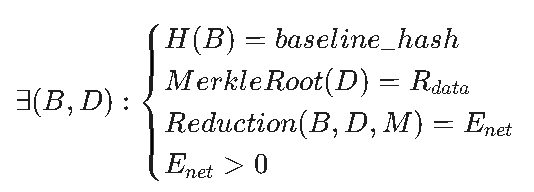 ∃(B, D) :
H(B) = baseline_hash
MerkleRoot(D) = R_data
Reduction(B, D, M) = E_net
E_net > 0